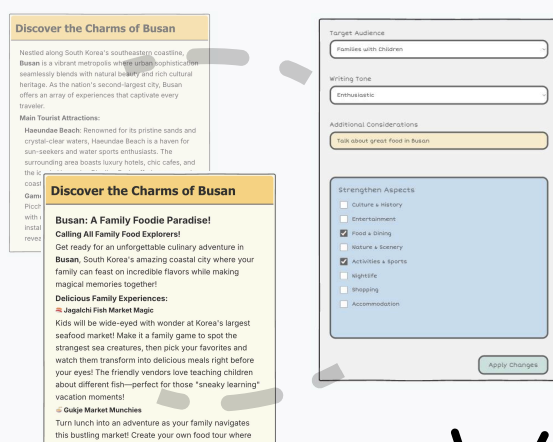 Discover the Charms of Busan
Nestled along South Korea's southeastern coastline,
Busan is a vibrant metropolis where urban sophistication
seamlessly blends with natural beauty and rich cultural
heritage. As the nation's second-largest city, Busan
offers an array of experiences that captivate every
traveler.
Main Tourist Attractions:
Haeundae Beach: Renowned for its pristine sands and
crystal-clear waters, Haeundae Beach is a haven for
sun-seekers and water sports enthusiasts. The
surrounding area boasts luxury hotels, chic cafes, and
the ic
coast
Game
Picch
with
instal
revea
Discover the Charms of Busan
Busan: A Family Foodie Paradise!
Calling All Family Food Explorers!
Get ready for an unforgettable culinary adventure in
Busan, South Korea's amazing coastal city where your
family can feast on incredible flavors while making
magical memories together!
Delicious Family Experiences:
Jagalchi Fish Market Magic
Kids will be wide-eyed with wonder at Korea's largest
seafood market! Make it a family game to spot the
strangest sea creatures, then pick your favorites and
watch them transform into delicious meals right before
your eyes! The friendly vendors love teaching children
about different fish—perfect for those "sneaky learning"
vacation moments!
Gukje Market Munchies
Turn lunch into an adventure as your family navigates
this bustling market! Create your own food tour where
Target Audience
Families with Children
Writing Tone
Enthusiastic
Additional Considerations
Talk about great food in Busan
Strengthen Aspects
Culture & History
Entertainment
Food & Dining
Nature & Scenery
Activities & Sports
Nightlife
Shopping
Accommodation
Apply Changes